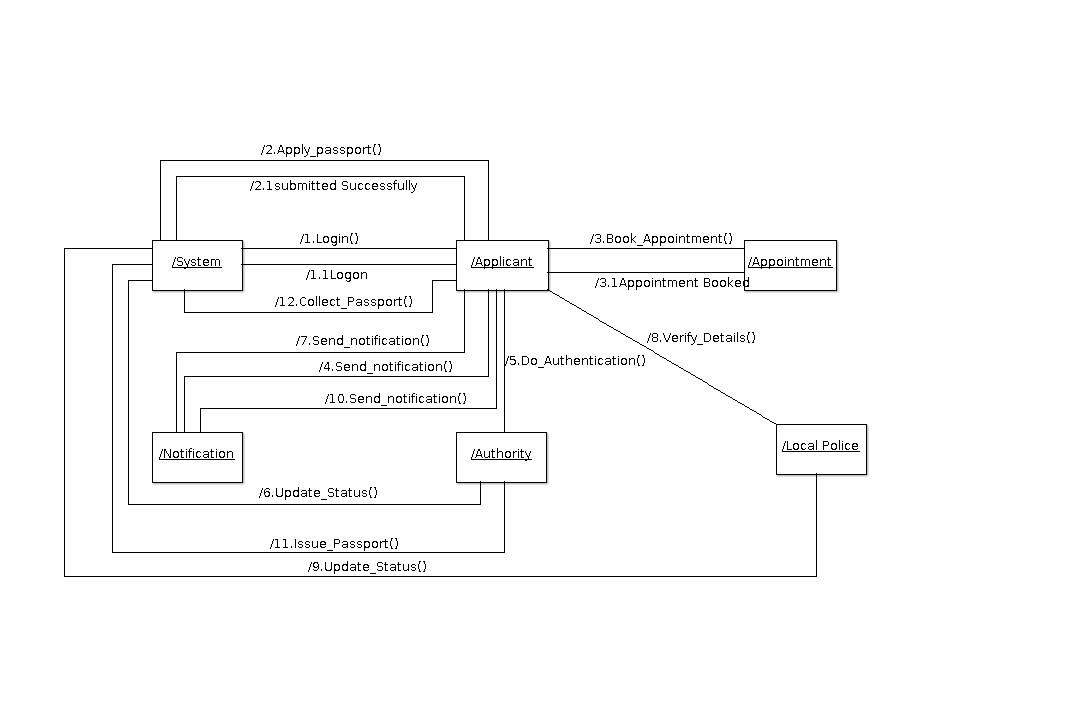 /2.Apply_passport()
/2.1submitted Successfully
/1.Login()
/3.Book_Appointment()
/System
/Applicant
/Appointment
/1.1Logon
/3.1Appointment Booked
/12.Collect_Passport()
/7.Send_notification()
/8.Verify_Details()
/4.Send_notification()
/5.Do_Authentication()
/10.Send_notification()
/Notification
/Authority
/Local Police
/6.Update_Status()
/11.Issue_Passport()
/9.Update_Status()